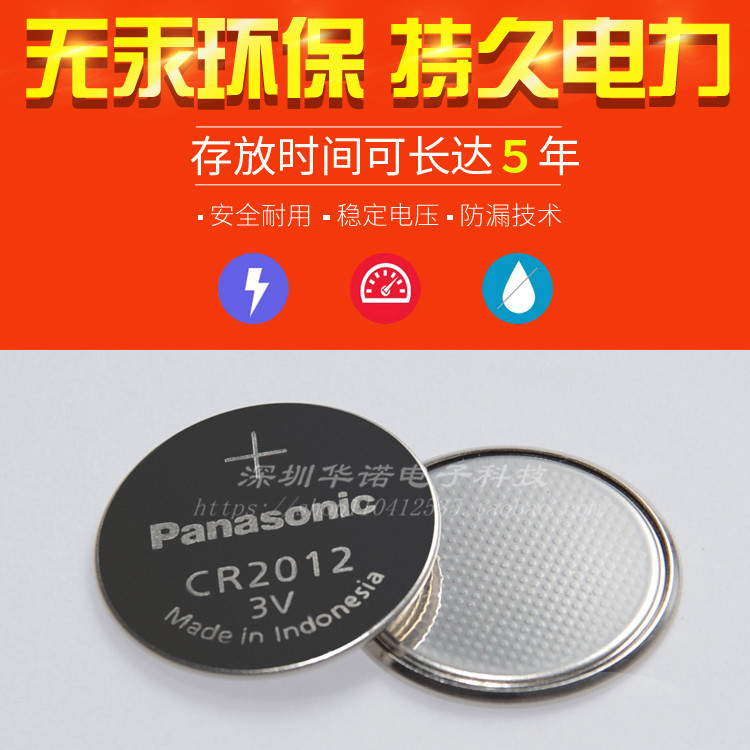 无汞环保 持久电力
存放时间可长达5年
·安全耐用 ·稳定电压 ·防漏技术
+
深圳华诺电子科技
Panasonic
CR2012
3V
Made in Indonesia